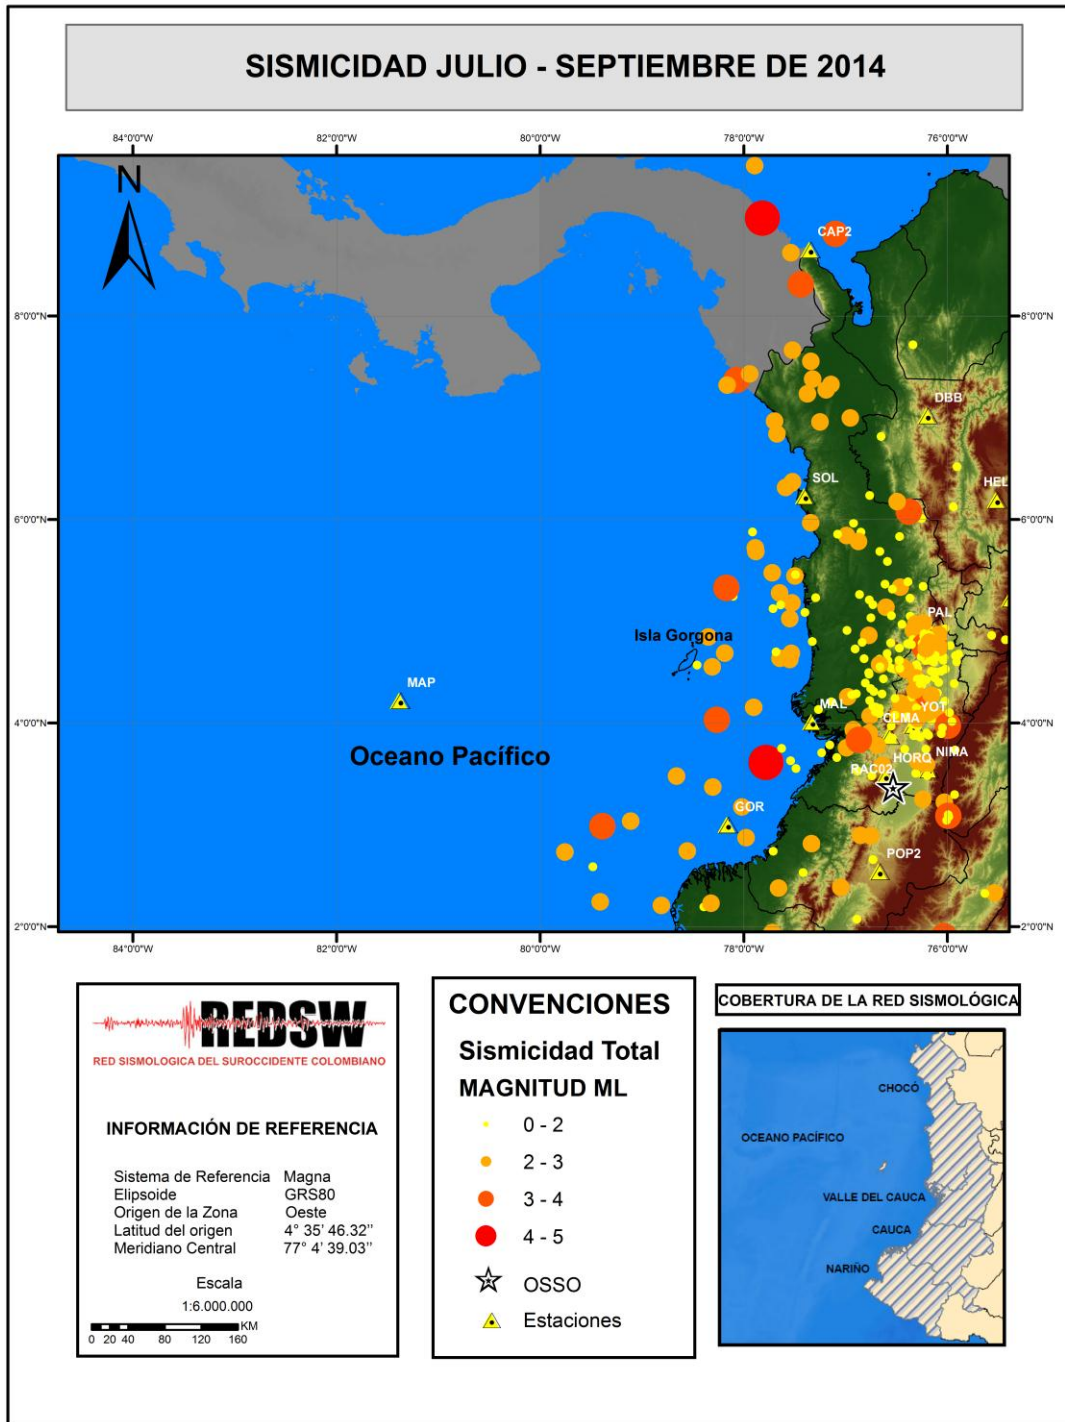 SISMICIDAD JULIO - SEPTIEMBRE DE 2014
84°0'0"W 82°0'0"W 80°0'0"W 78°0'0"W 76°0'0"W
N
CAP2
8°0'0"N 8°0'0"N
DBB
SOL
HEL
6°0'0"N 6°0'0"N
PAL
Isla Gorgona
MAP
MAL
YOT
CLMA
4°0'0"N 4°0'0"N
Oceano Pacífico
HORQ
NIMA
PAC02
GOR
POP2
2°0'0"N 2°0'0"N
84°0'0"W 82°0'0"W 80°0'0"W 78°0'0"W 76°0'0"W
REDSW
RED SISMOLOGICA DEL SUROCCIDENTE COLOMBIANO
INFORMACIÓN DE REFERENCIA
Sistema de Referencia Magna
Elipsoide GRS80
Origen de la Zona Oeste
Latitud del origen 4° 35' 46.32''
Meridiano Central 77° 4' 39.03''
Escala
1:6.000.000
KM
0 20 40 80 120 160
CONVENCIONES
Sismicidad Total
MAGNITUD ML
0 - 2
2 - 3
3 - 4
4 - 5
OSSO
Estaciones
COBERTURA DE LA RED SISMOLÓGICA
CHOCÓ
OCEANO PACÍFICO
VALLE DEL CAUCA
CAUCA
NARIÑO